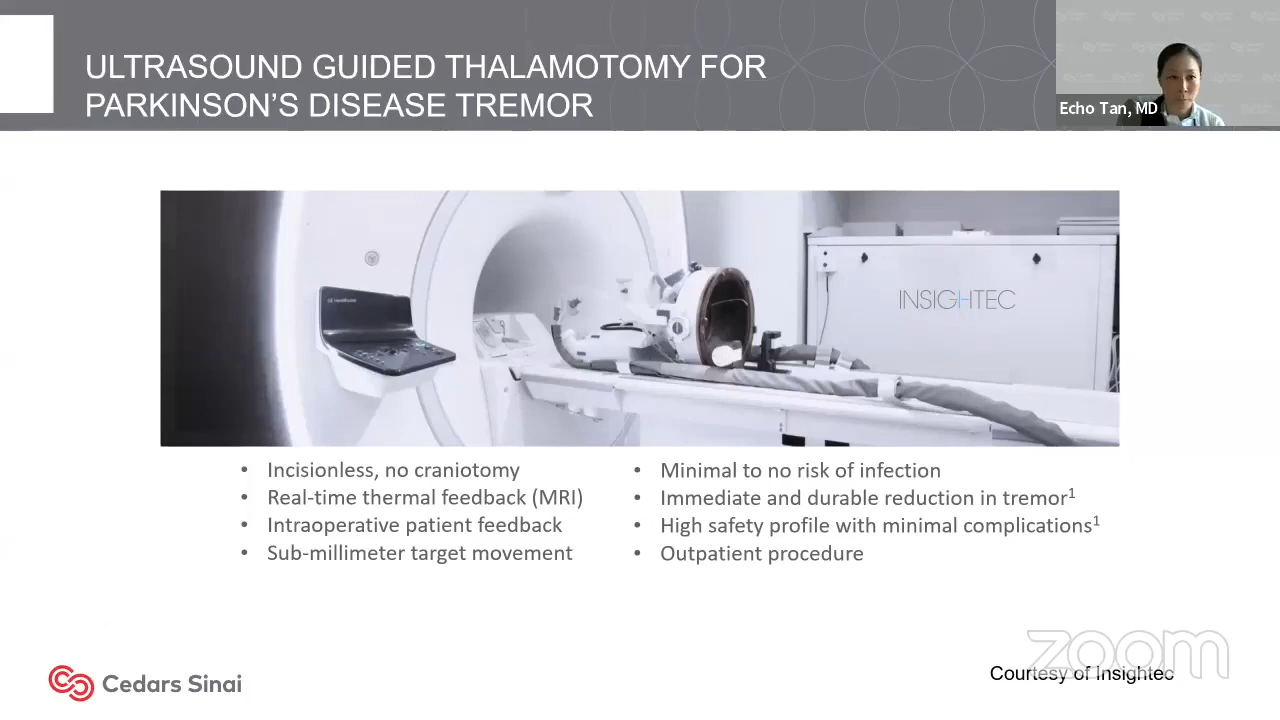 ULTRASOUND GUIDED THALAMOTOMY FOR
PARKINSON'S DISEASE TREMOR
Echo Tan, MD
INSIGHTEC
• Incisionless, no craniotomy
• Real-time thermal feedback (MRI)
• Intraoperative patient feedback
• Sub-millimeter target movement
• Minimal to no risk of infection
• Immediate and durable reduction in tremor¹
• High safety profile with minimal complications¹
• Outpatient procedure
Cedars Sinai
Courtesy of Insightec
zoom